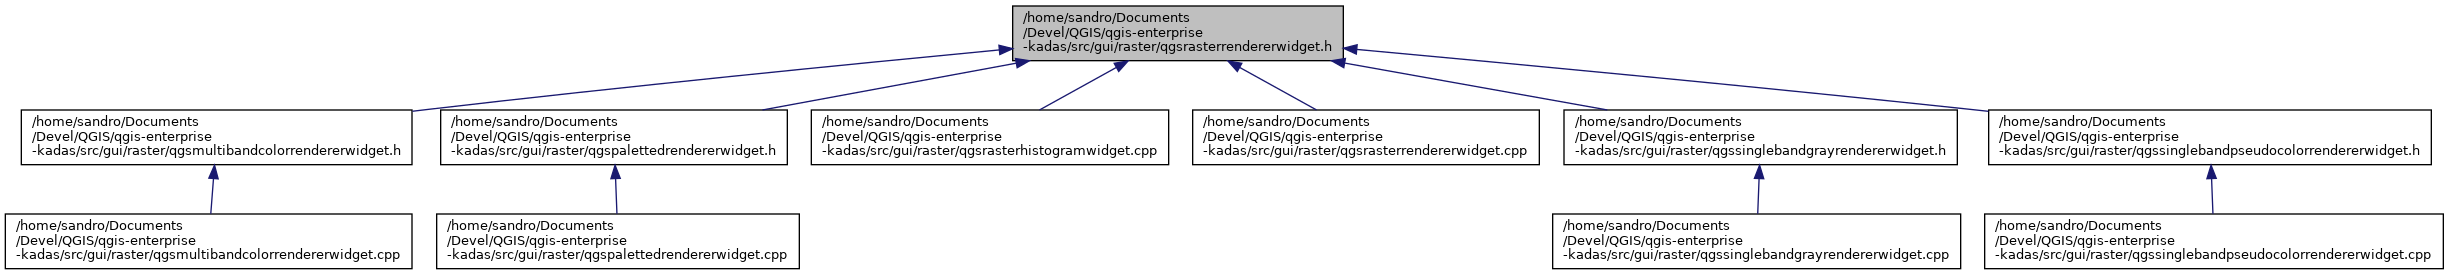 /home/sandro/Documents
/Devel/QGIS/qgis-enterprise
-kadas/src/gui/raster/qgsrasterrendererwidget.h
/home/sandro/Documents
/Devel/QGIS/qgis-enterprise
-kadas/src/gui/raster/qgsmultibandcolorrendererwidget.h
/home/sandro/Documents
/Devel/QGIS/qgis-enterprise
-kadas/src/gui/raster/qgspalettedrendererwidget.h
/home/sandro/Documents
/Devel/QGIS/qgis-enterprise
-kadas/src/gui/raster/qgsrasterhistogramwidget.cpp
/home/sandro/Documents
/Devel/QGIS/qgis-enterprise
-kadas/src/gui/raster/qgsrasterrendererwidget.cpp
/home/sandro/Documents
/Devel/QGIS/qgis-enterprise
-kadas/src/gui/raster/qgssinglebandgrayrendererwidget.h
/home/sandro/Documents
/Devel/QGIS/qgis-enterprise
-kadas/src/gui/raster/qgssinglebandpseudocolorrendererwidget.h
/home/sandro/Documents
/Devel/QGIS/qgis-enterprise
-kadas/src/gui/raster/qgsmultibandcolorrendererwidget.cpp
/home/sandro/Documents
/Devel/QGIS/qgis-enterprise
-kadas/src/gui/raster/qgspalettedrendererwidget.cpp
/home/sandro/Documents
/Devel/QGIS/qgis-enterprise
-kadas/src/gui/raster/qgssinglebandgrayrendererwidget.cpp
/home/sandro/Documents
/Devel/QGIS/qgis-enterprise
-kadas/src/gui/raster/qgssinglebandpseudocolorrendererwidget.cpp